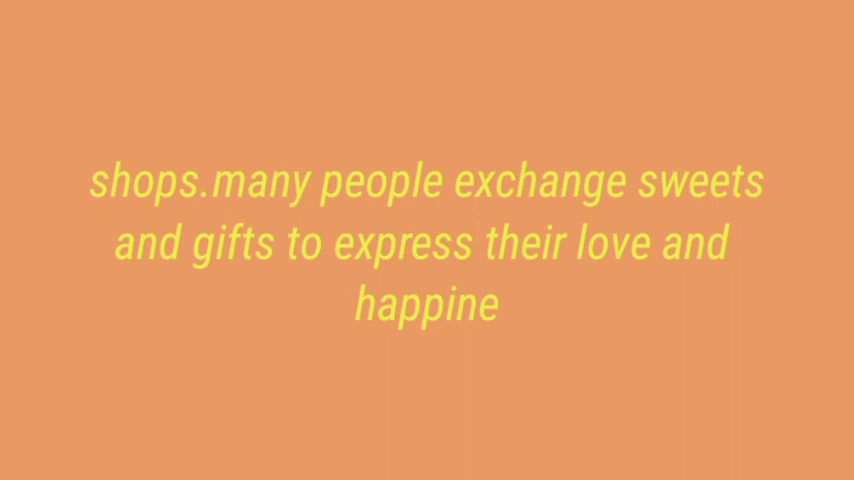 shops.many people exchange sweets
and gifts to express their love and
happine